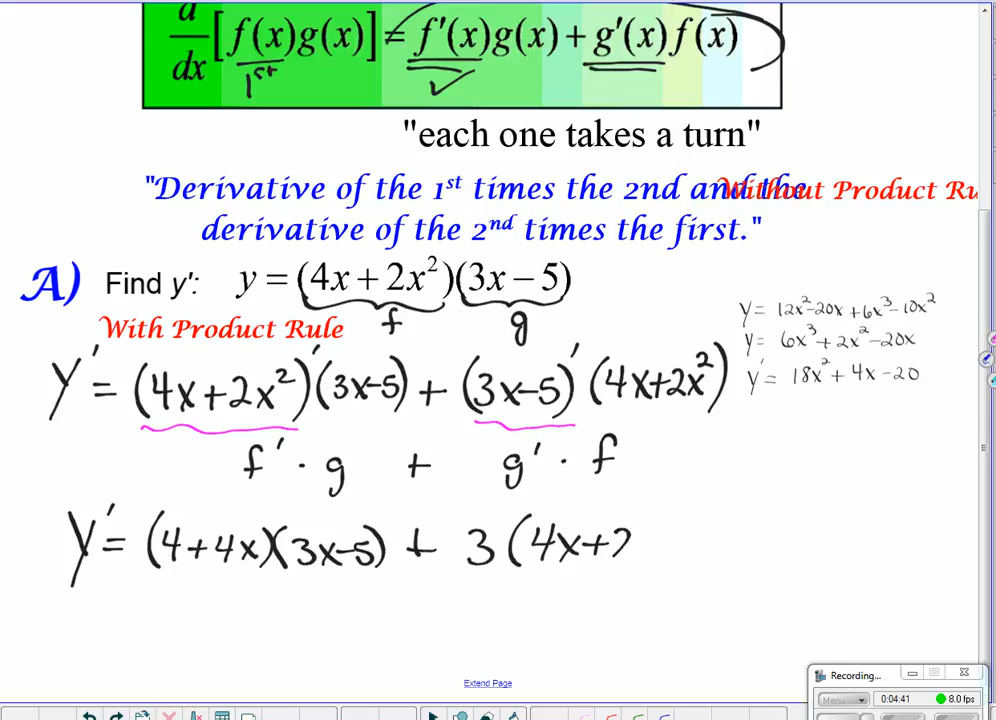 d/dx [f(x)g(x)] = f'(x)g(x) + g'(x)f(x)
1st
"each one takes a turn"
"Derivative of the 1st times the 2nd and the
derivative of the 2nd times the first."
Without Product Ru
A) Find y': y = (4x + 2x²)(3x − 5)
f g
With Product Rule
y' = (4x+2x²)'(3x-5) + (3x-5)'(4x+2x²)
f' · g + g' · f
y' = (4+4x)(3x-5) + 3(4x+2
y = 12x²-20x+6x³-10x²
y = 6x³+2x²-20x
y' = 18x²+4x-20
Extend Page
Recording...
Menu
0:04:41
8.0 fps